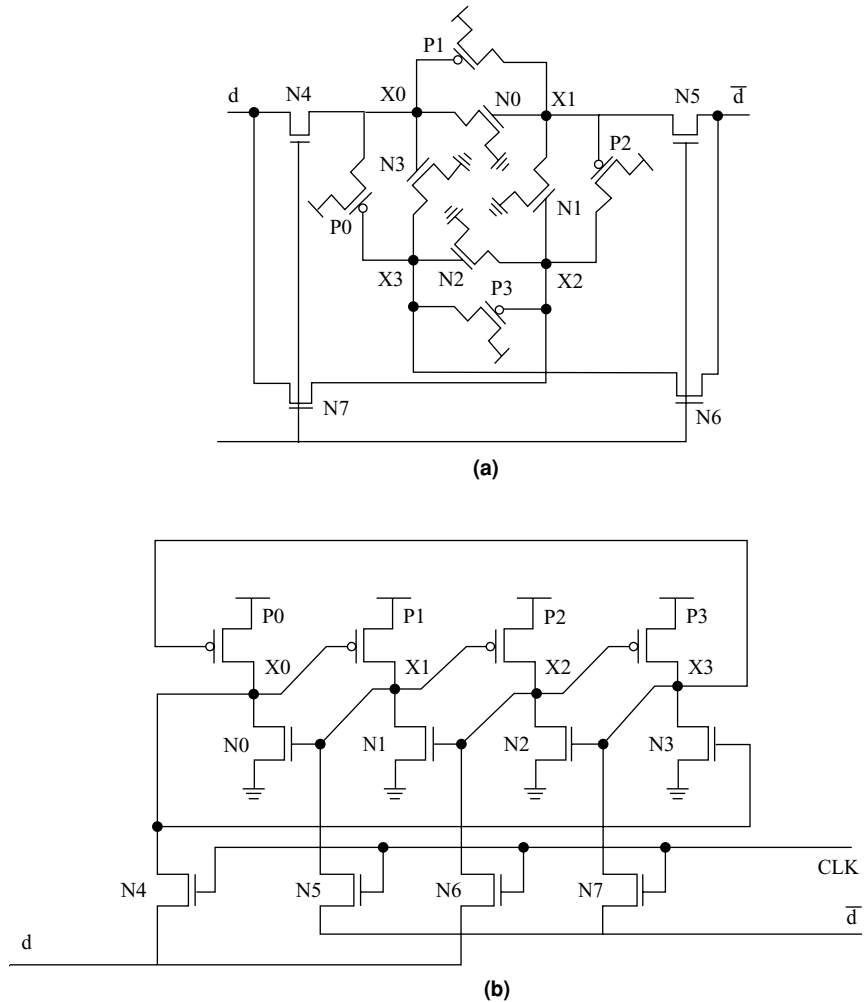 P1
d N4 X0 N0 X1 N5 d
P2
N3
P0 N1
X3 N2 X2
P3
N7 N6
(a)
P0 P1 P2 P3
X0 X1 X2 X3
N0 N1 N2 N3
CLK
N4 N5 N6 N7
d
d
(b)